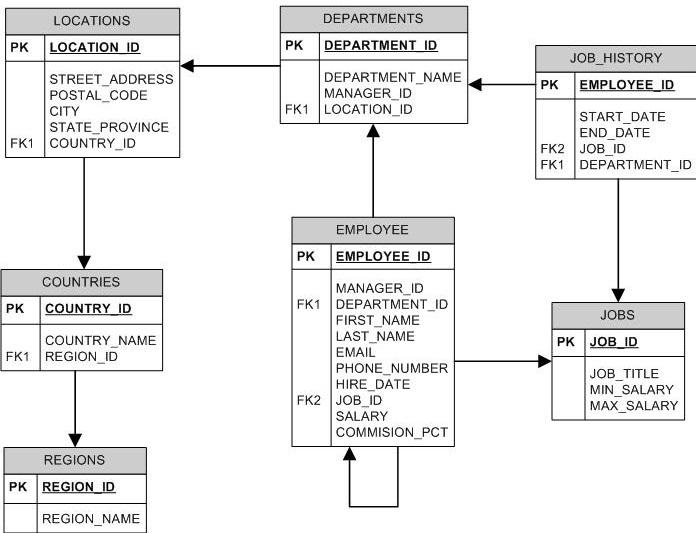 LOCATIONS
PK LOCATION_ID
STREET_ADDRESS
POSTAL_CODE
CITY
STATE_PROVINCE
FK1 COUNTRY_ID
DEPARTMENTS
PK DEPARTMENT_ID
DEPARTMENT_NAME
MANAGER_ID
FK1 LOCATION_ID
JOB_HISTORY
PK EMPLOYEE_ID
START_DATE
END_DATE
FK2 JOB_ID
FK1 DEPARTMENT_ID
EMPLOYEE
PK EMPLOYEE_ID
MANAGER_ID
FK1 DEPARTMENT_ID
FIRST_NAME
LAST_NAME
EMAIL
PHONE_NUMBER
HIRE_DATE
FK2 JOB_ID
SALARY
COMMISION_PCT
COUNTRIES
PK COUNTRY_ID
COUNTRY_NAME
FK1 REGION_ID
JOBS
PK JOB_ID
JOB_TITLE
MIN_SALARY
MAX_SALARY
REGIONS
PK REGION_ID
REGION_NAME